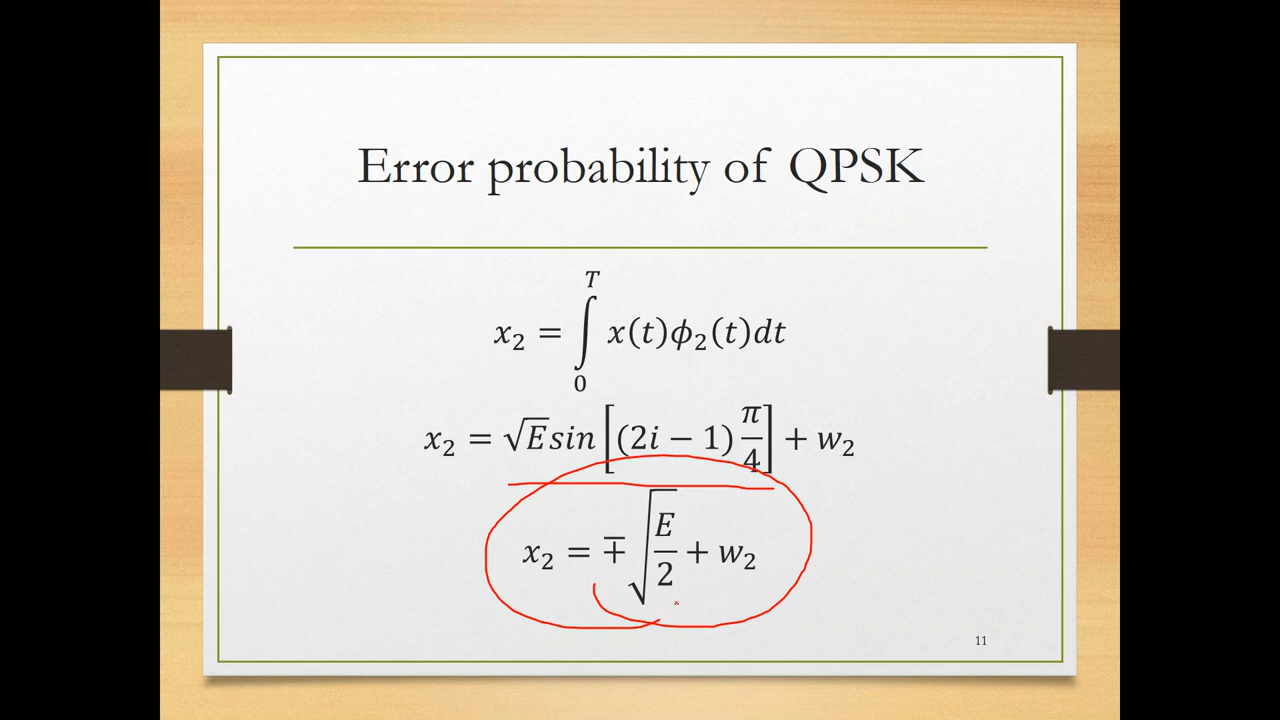 Error probability of QPSK
x₂ = ∫₀ᵀ x(t)ϕ₂(t)dt
x₂ = √E sin[(2i − 1) π/4] + w₂
x₂ = ∓ √(E/2) + w₂
11